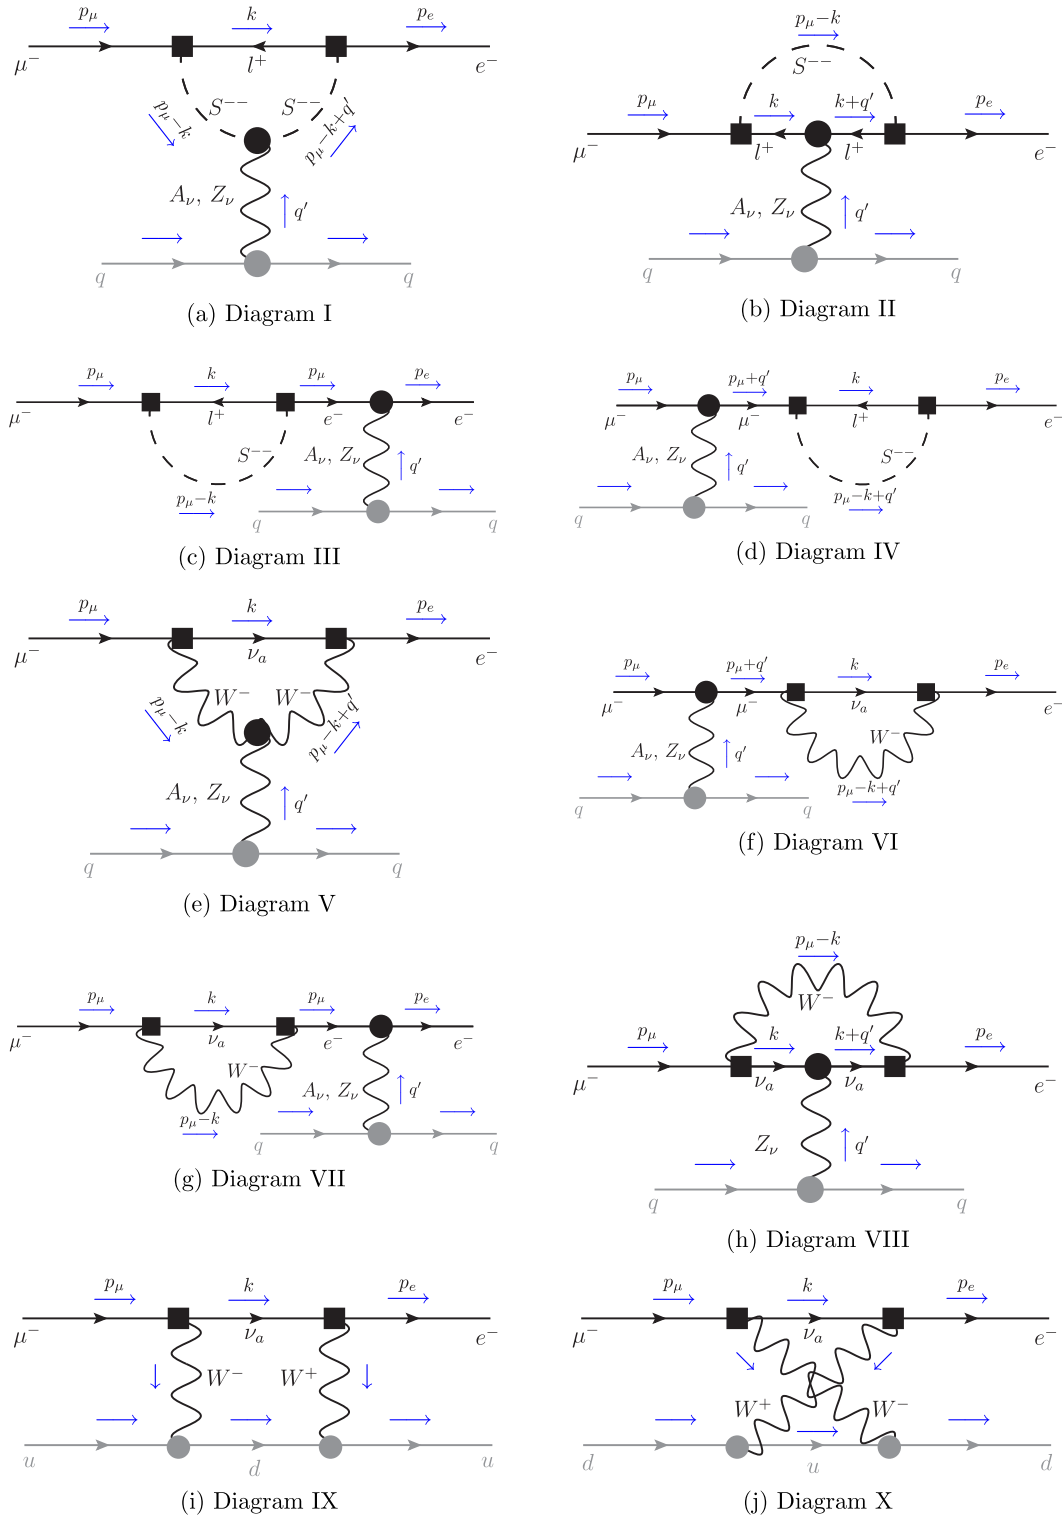 p_μ k p_e
μ⁻ l⁺ e⁻
p_μ−k S⁻⁻ S⁻⁻ p_μ−k+q′
A_ν, Z_ν q′
q q
(a) Diagram I
p_μ−k
S⁻⁻
p_μ k k+q′ p_e
μ⁻ l⁺ l⁺ e⁻
A_ν, Z_ν q′
q q
(b) Diagram II
p_μ k p_μ p_e
μ⁻ l⁺ e⁻ e⁻
S⁻⁻ A_ν, Z_ν q′
p_μ−k
q q
(c) Diagram III
p_μ p_μ+q′ k p_e
μ⁻ μ⁻ l⁺ e⁻
A_ν, Z_ν q′ S⁻⁻
p_μ−k+q′
q q
(d) Diagram IV
p_μ k p_e
μ⁻ ν_a e⁻
p_μ−k W⁻ W⁻ p_μ−k+q′
A_ν, Z_ν q′
q q
(e) Diagram V
p_μ p_μ+q′ k p_e
μ⁻ μ⁻ ν_a e⁻
A_ν, Z_ν q′ W⁻
p_μ−k+q′
q q
(f) Diagram VI
p_μ k p_μ p_e
μ⁻ ν_a e⁻ e⁻
W⁻ A_ν, Z_ν q′
p_μ−k
q q
(g) Diagram VII
p_μ−k
W⁻
p_μ k k+q′ p_e
μ⁻ ν_a ν_a e⁻
Z_ν q′
q q
(h) Diagram VIII
p_μ k p_e
μ⁻ ν_a e⁻
W⁻ W⁺
u d u
(i) Diagram IX
p_μ k p_e
μ⁻ ν_a e⁻
W⁺ W⁻
d u d
(j) Diagram X